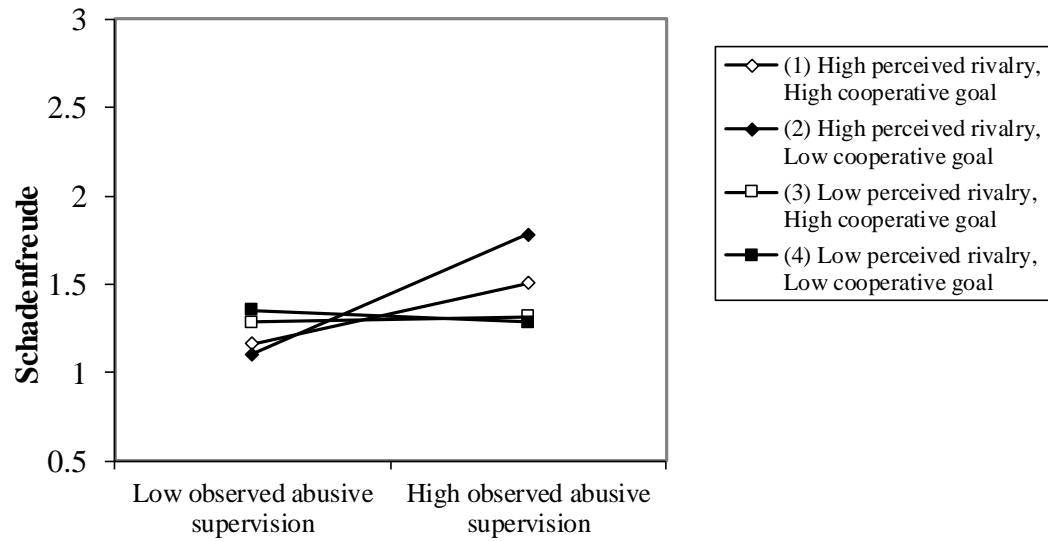 3
2.5
2
1.5
1
0.5
Schadenfreude
Low observed abusive
supervision
High observed abusive
supervision
(1) High perceived rivalry,
High cooperative goal
(2) High perceived rivalry,
Low cooperative goal
(3) Low perceived rivalry,
High cooperative goal
(4) Low perceived rivalry,
Low cooperative goal